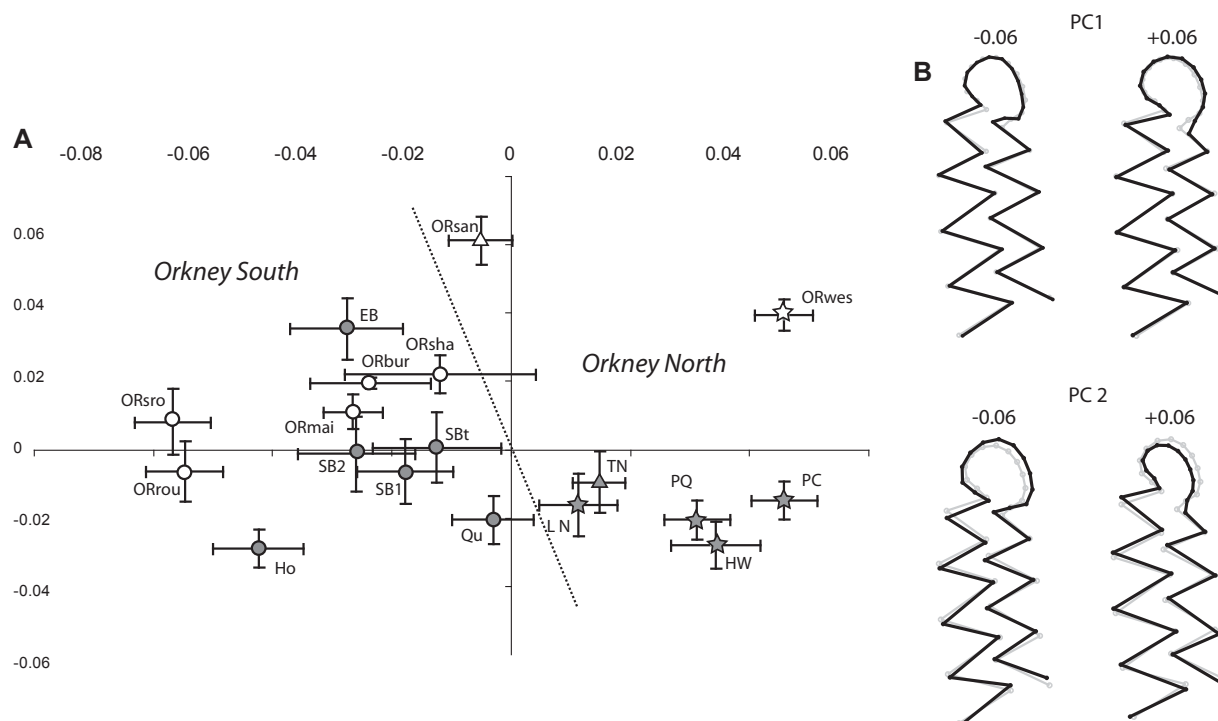 PC1
-0.06 +0.06
B
A
-0.08 -0.06 -0.04 -0.02 0 0.02 0.04 0.06
ORsan
0.06
Orkney South
ORwes
0.04
EB
ORsha
Orkney North
ORbur
0.02
PC 2
-0.06 +0.06
ORsro
ORmai
SBt
0
SB2
SB1
TN
ORrou
PQ
PC
-0.02
Qu
L N
HW
Ho
-0.04
-0.06